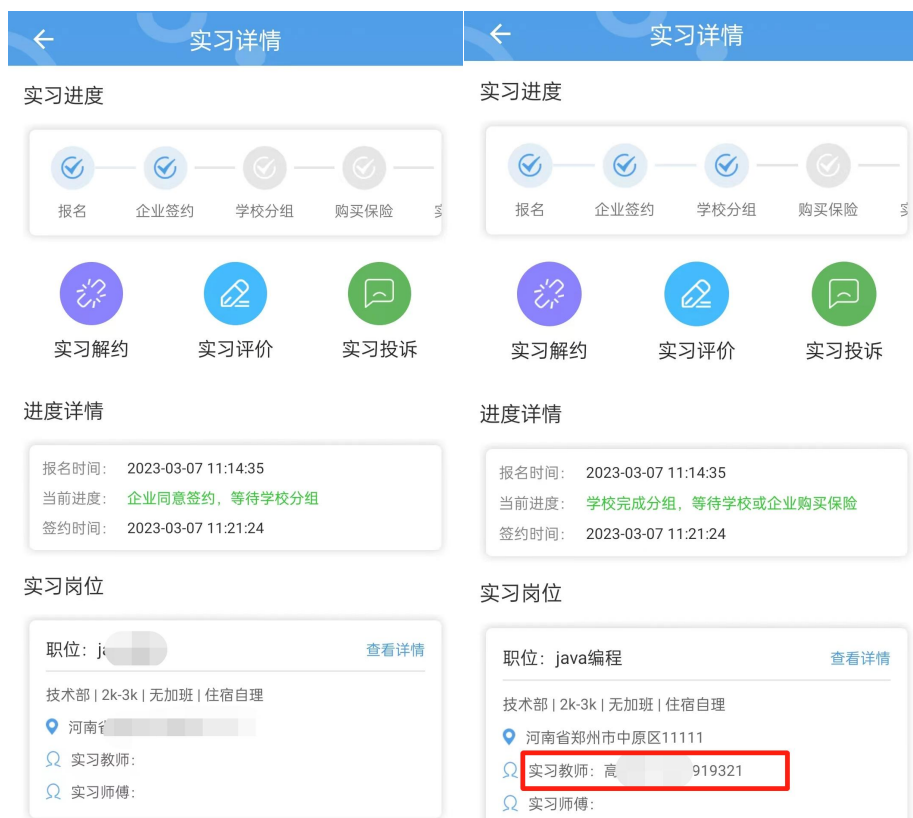 实习详情
实习进度
报名 企业签约 学校分组 购买保险
实习解约 实习评价 实习投诉
进度详情
报名时间： 2023-03-07 11:14:35
当前进度： 企业同意签约，等待学校分组
签约时间： 2023-03-07 11:21:24
实习岗位
职位： 查看详情
技术部 | 2k-3k | 无加班 | 住宿自理
河南
实习教师：
实习师傅：
实习详情
实习进度
报名 企业签约 学校分组 购买保险
实习解约 实习评价 实习投诉
进度详情
报名时间： 2023-03-07 11:14:35
当前进度： 学校完成分组，等待学校或企业购买保险
签约时间： 2023-03-07 11:21:24
实习岗位
职位：java编程 查看详情
技术部 | 2k-3k | 无加班 | 住宿自理
河南省郑州市中原区11111
实习教师：高 919321
实习师傅：